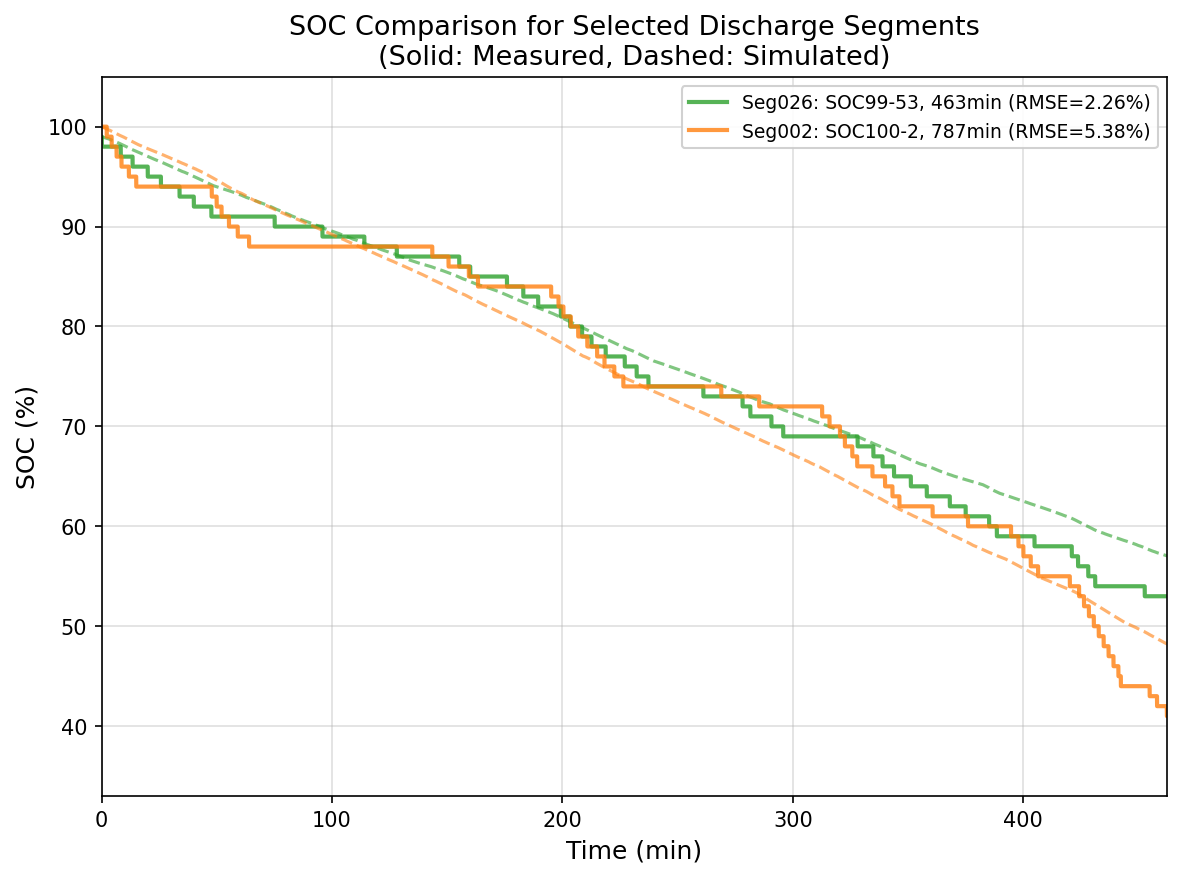 SOC Comparison for Selected Discharge Segments
(Solid: Measured, Dashed: Simulated)
Seg026: SOC99-53, 463min (RMSE=2.26%)
Seg002: SOC100-2, 787min (RMSE=5.38%)
SOC (%)
100
90
80
70
60
50
40
0 100 200 300 400
Time (min)